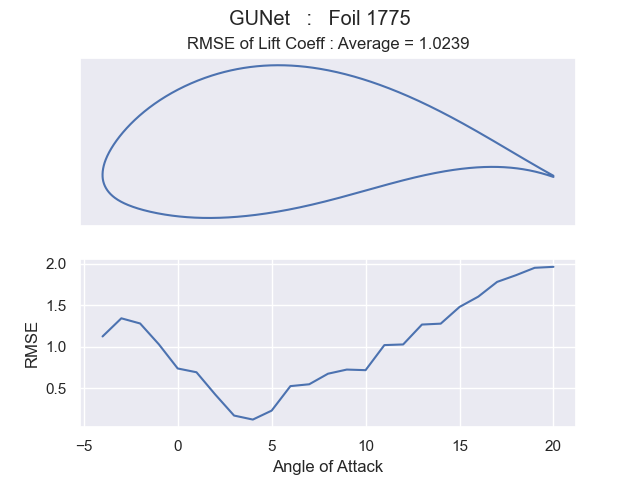 GUNet : Foil 1775
RMSE of Lift Coeff : Average = 1.0239
2.0
1.5
1.0
0.5
RMSE
−5 0 5 10 15 20
Angle of Attack